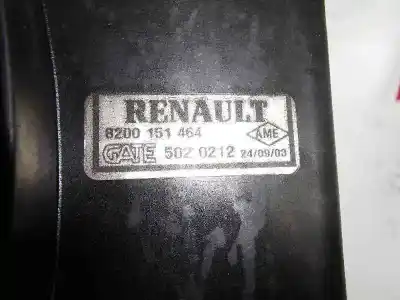 RENAULT
8200 151 464
AME
GATE 502 0212 24/09/03